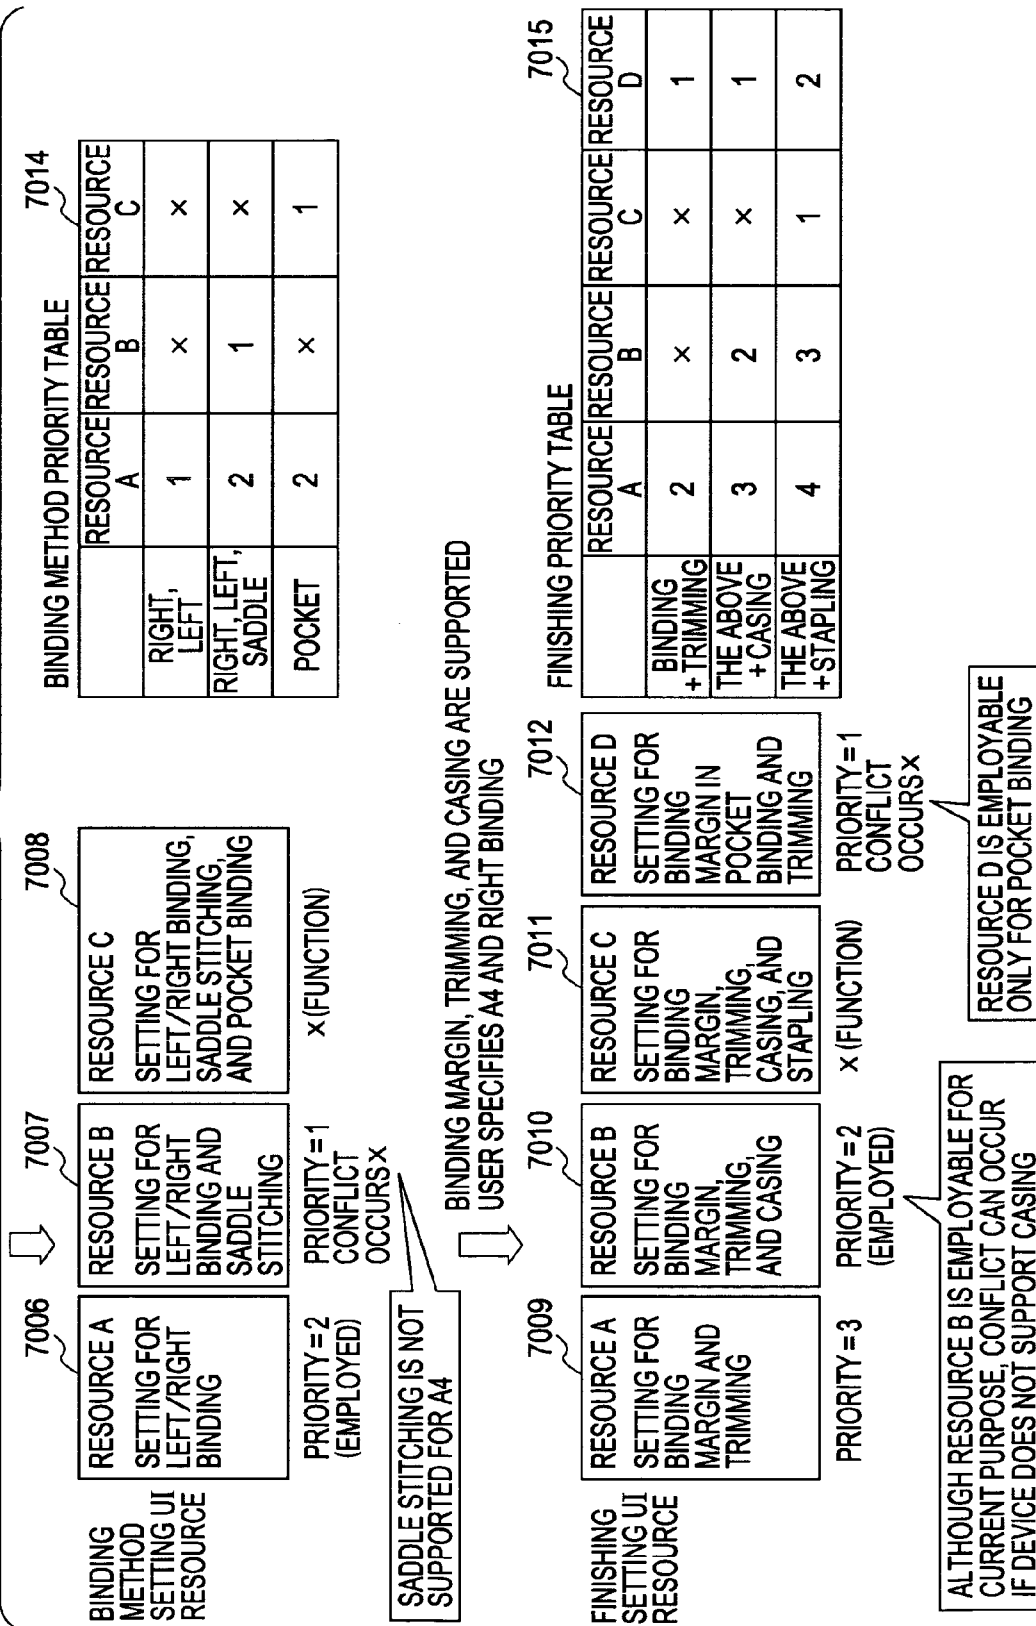 BINDING
METHOD
SETTING UI
RESOURCE
7006
RESOURCE A
SETTING FOR
LEFT/RIGHT
BINDING
PRIORITY=2
(EMPLOYED)
7007
RESOURCE B
SETTING FOR
LEFT/RIGHT
BINDING AND
SADDLE
STITCHING
PRIORITY=1
CONFLICT
OCCURS×
7008
RESOURCE C
SETTING FOR
LEFT/RIGHT BINDING,
SADDLE STITCHING,
AND POCKET BINDING
×(FUNCTION)
SADDLE STITCHING IS NOT
SUPPORTED FOR A4
BINDING METHOD PRIORITY TABLE
7014
RESOURCE A RESOURCE B RESOURCE C
RIGHT, LEFT 1 × ×
RIGHT, LEFT, SADDLE 2 1 ×
POCKET 2 × 1
BINDING MARGIN, TRIMMING, AND CASING ARE SUPPORTED
USER SPECIFIES A4 AND RIGHT BINDING
FINISHING
SETTING UI
RESOURCE
7009
RESOURCE A
SETTING FOR
BINDING
MARGIN AND
TRIMMING
PRIORITY=3
7010
RESOURCE B
SETTING FOR
BINDING
MARGIN,
TRIMMING,
AND CASING
PRIORITY=2
(EMPLOYED)
7011
RESOURCE C
SETTING FOR
BINDING
MARGIN,
TRIMMING,
CASING, AND
STAPLING
×(FUNCTION)
7012
RESOURCE D
SETTING FOR
BINDING
MARGIN IN
POCKET
BINDING AND
TRIMMING
PRIORITY=1
CONFLICT
OCCURS×
ALTHOUGH RESOURCE B IS EMPLOYABLE FOR
CURRENT PURPOSE, CONFLICT CAN OCCUR
IF DEVICE DOES NOT SUPPORT CASING
RESOURCE D IS EMPLOYABLE
ONLY FOR POCKET BINDING
FINISHING PRIORITY TABLE
7015
RESOURCE A RESOURCE B RESOURCE C RESOURCE D
BINDING +TRIMMING 2 × × 1
THE ABOVE +CASING 3 2 × 1
THE ABOVE +STAPLING 4 3 1 2